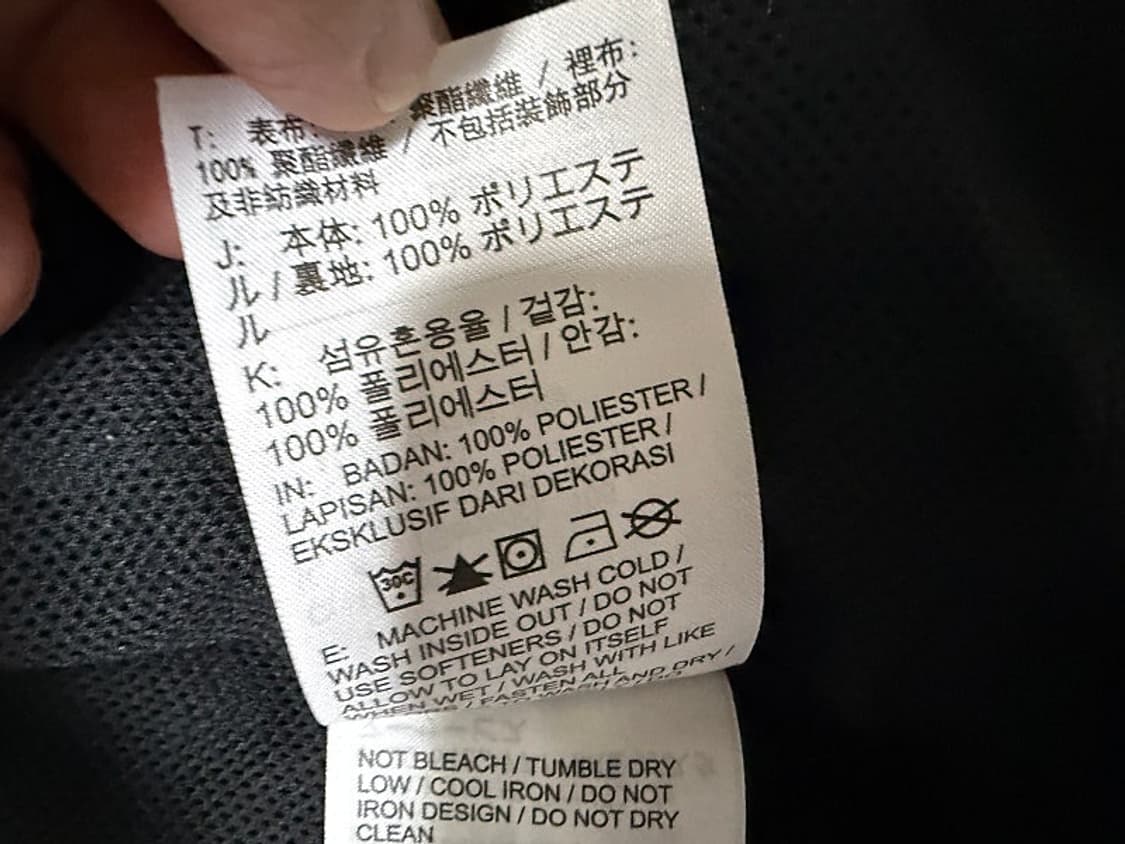 T: 表布: 聚酯纖維 / 裡布:
100% 聚酯纖維 / 不包括裝飾部分
及非紡織材料
J: 本体: 100% ポリエステ
ル / 裏地: 100% ポリエステ
ル
K: 섬유혼용율 / 겉감:
100% 폴리에스터 / 안감:
100% 폴리에스터
IN: BADAN: 100% POLIESTER /
LAPISAN: 100% POLIESTER /
EKSKLUSIF DARI DEKORASI
30C
E: MACHINE WASH COLD /
WASH INSIDE OUT / DO NOT
USE SOFTENERS / DO NOT
ALLOW TO LAY ON ITSELF
WHEN WET / WASH WITH LIKE
/ FASTEN ALL
WASH AND DRY /
NOT BLEACH / TUMBLE DRY
LOW / COOL IRON / DO NOT
IRON DESIGN / DO NOT DRY
CLEAN